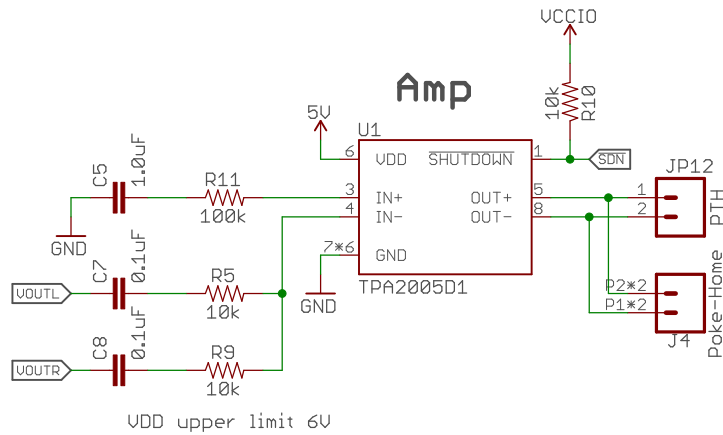 VCCIO
Amp
10k
R10
5V
U1
C5
1.0uF
6
VDD
SHUTDOWN
1
SDN
JP12
R11
100k
3
IN+
OUT+
5
1
4
IN-
OUT-
8
2
PTH
GND
7*6
GND
C7
0.1uF
TPA2005D1
GND
VOUTL
R5
10k
P2*2
P1*2
J4
Poke-Home
C8
0.1uF
VOUTR
R9
10k
VDD upper limit 6V